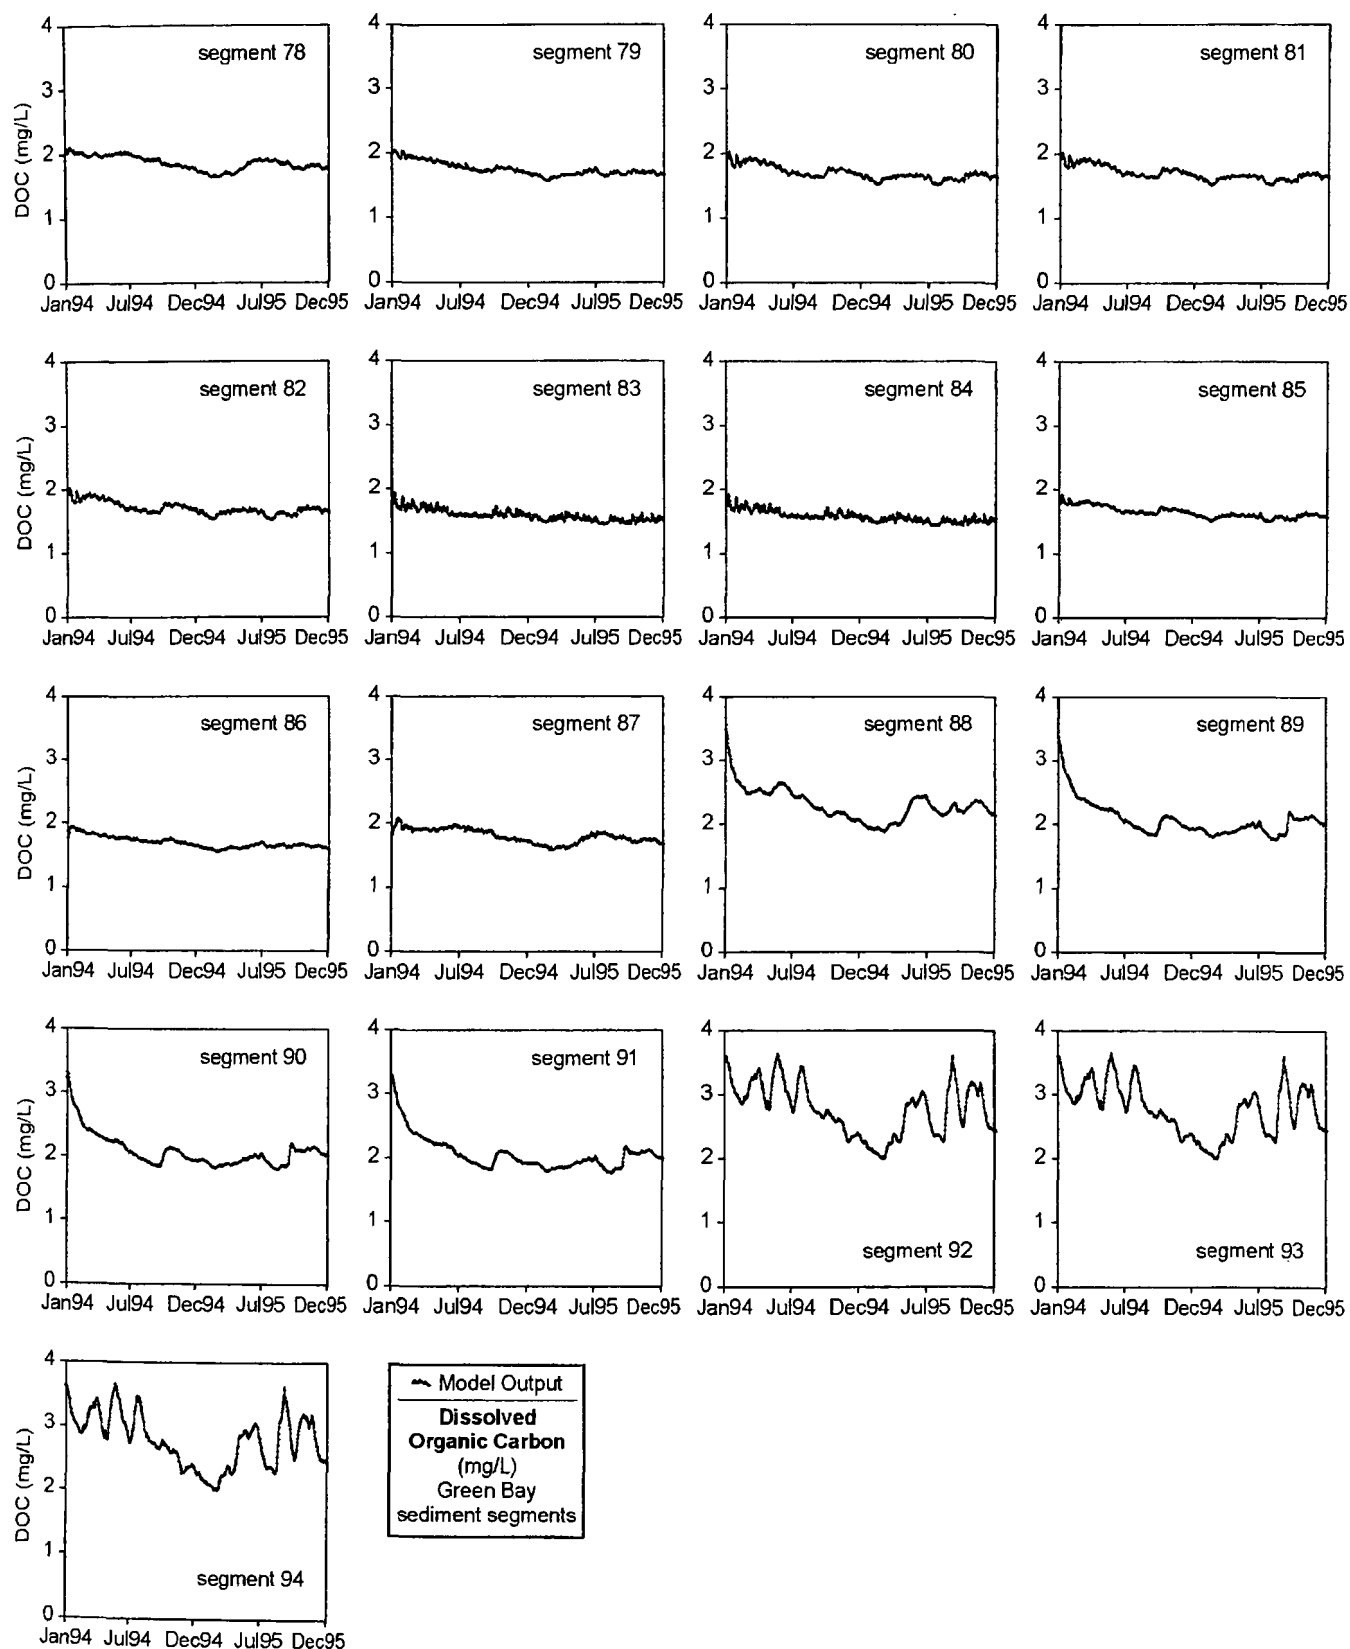 segment 78
segment 79
segment 80
segment 81
DOC (mg/L)
4
3
2
1
0
4
3
2
1
0
4
3
2
1
0
4
3
2
1
0
Jan94 Jul94 Dec94 Jul95 Dec95
Jan94 Jul94 Dec94 Jul95 Dec95
Jan94 Jul94 Dec94 Jul95 Dec95
Jan94 Jul94 Dec94 Jul95 Dec95
segment 82
segment 83
segment 84
segment 85
DOC (mg/L)
4
3
2
1
0
4
3
2
1
0
4
3
2
1
0
4
3
2
1
0
Jan94 Jul94 Dec94 Jul95 Dec95
Jan94 Jul94 Dec94 Jul95 Dec95
Jan94 Jul94 Dec94 Jul95 Dec95
Jan94 Jul94 Dec94 Jul95 Dec95
segment 86
segment 87
segment 88
segment 89
DOC (mg/L)
4
3
2
1
0
4
3
2
1
0
4
3
2
1
0
4
3
2
1
0
Jan94 Jul94 Dec94 Jul95 Dec95
Jan94 Jul94 Dec94 Jul95 Dec95
Jan94 Jul94 Dec94 Jul95 Dec95
Jan94 Jul94 Dec94 Jul95 Dec95
segment 90
segment 91
segment 92
segment 93
DOC (mg/L)
4
3
2
1
0
4
3
2
1
0
4
3
2
1
0
4
3
2
1
0
Jan94 Jul94 Dec94 Jul95 Dec95
Jan94 Jul94 Dec94 Jul95 Dec95
Jan94 Jul94 Dec94 Jul95 Dec95
Jan94 Jul94 Dec94 Jul95 Dec95
segment 94
DOC (mg/L)
4
3
2
1
0
Jan94 Jul94 Dec94 Jul95 Dec95
Model Output
Dissolved
Organic Carbon
(mg/L)
Green Bay
sediment segments